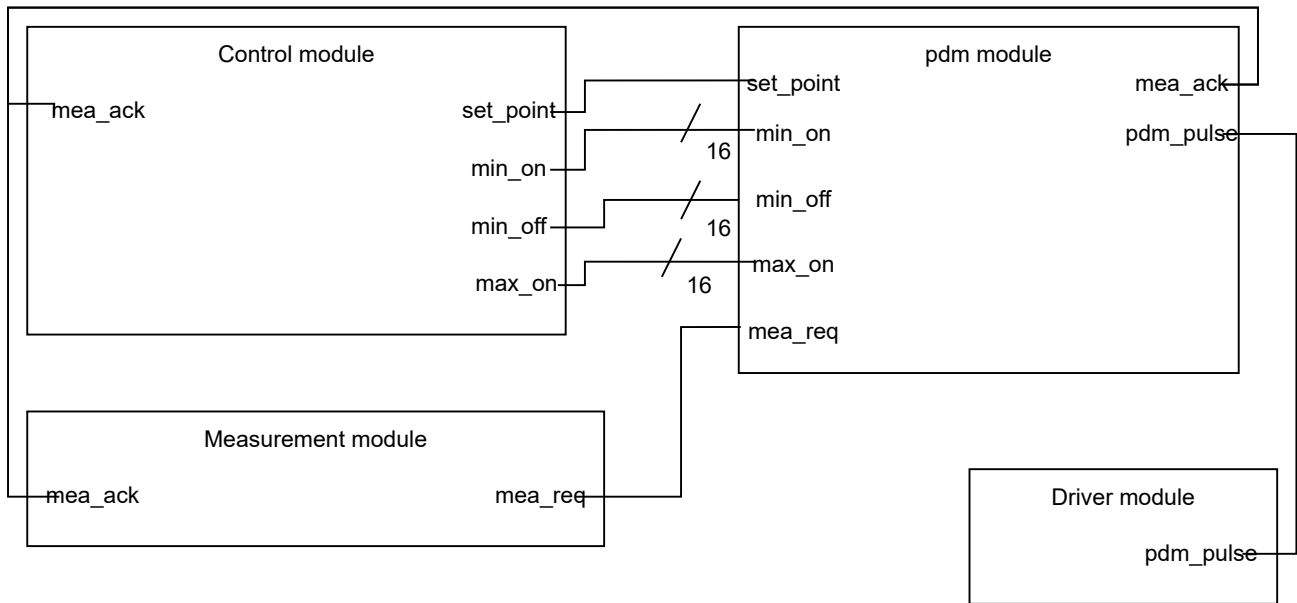 Control module
mea_ack
set_point
min_on
min_off
max_on
16
16
16
pdm module
set_point
min_on
min_off
max_on
mea_req
mea_ack
pdm_pulse
Measurement module
mea_ack
mea_req
Driver module
pdm_pulse